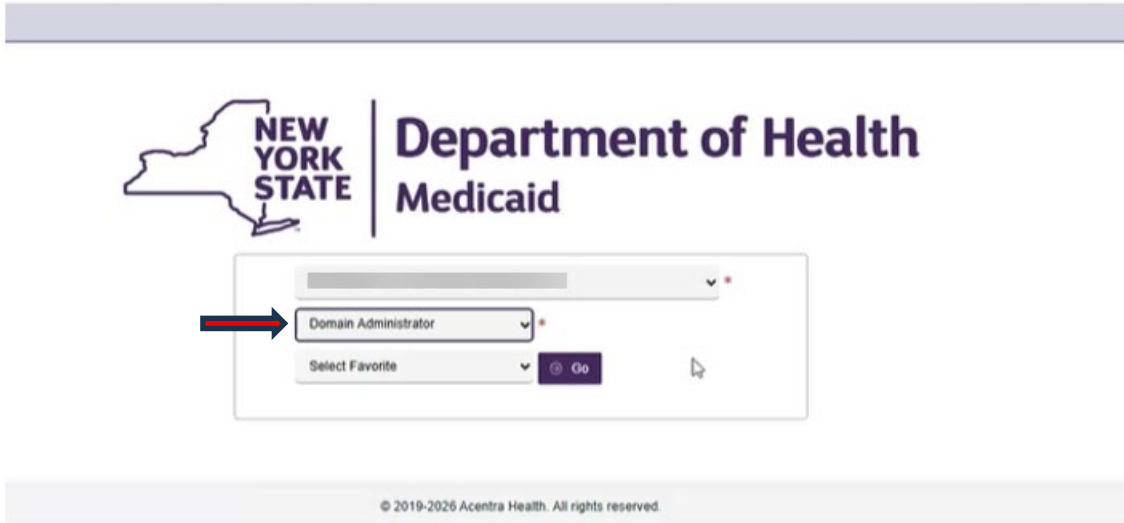 NEW
YORK
STATE
Department of Health
Medicaid
*
Domain Administrator *
Select Favorite Go
© 2019-2026 Acentra Health. All rights reserved.